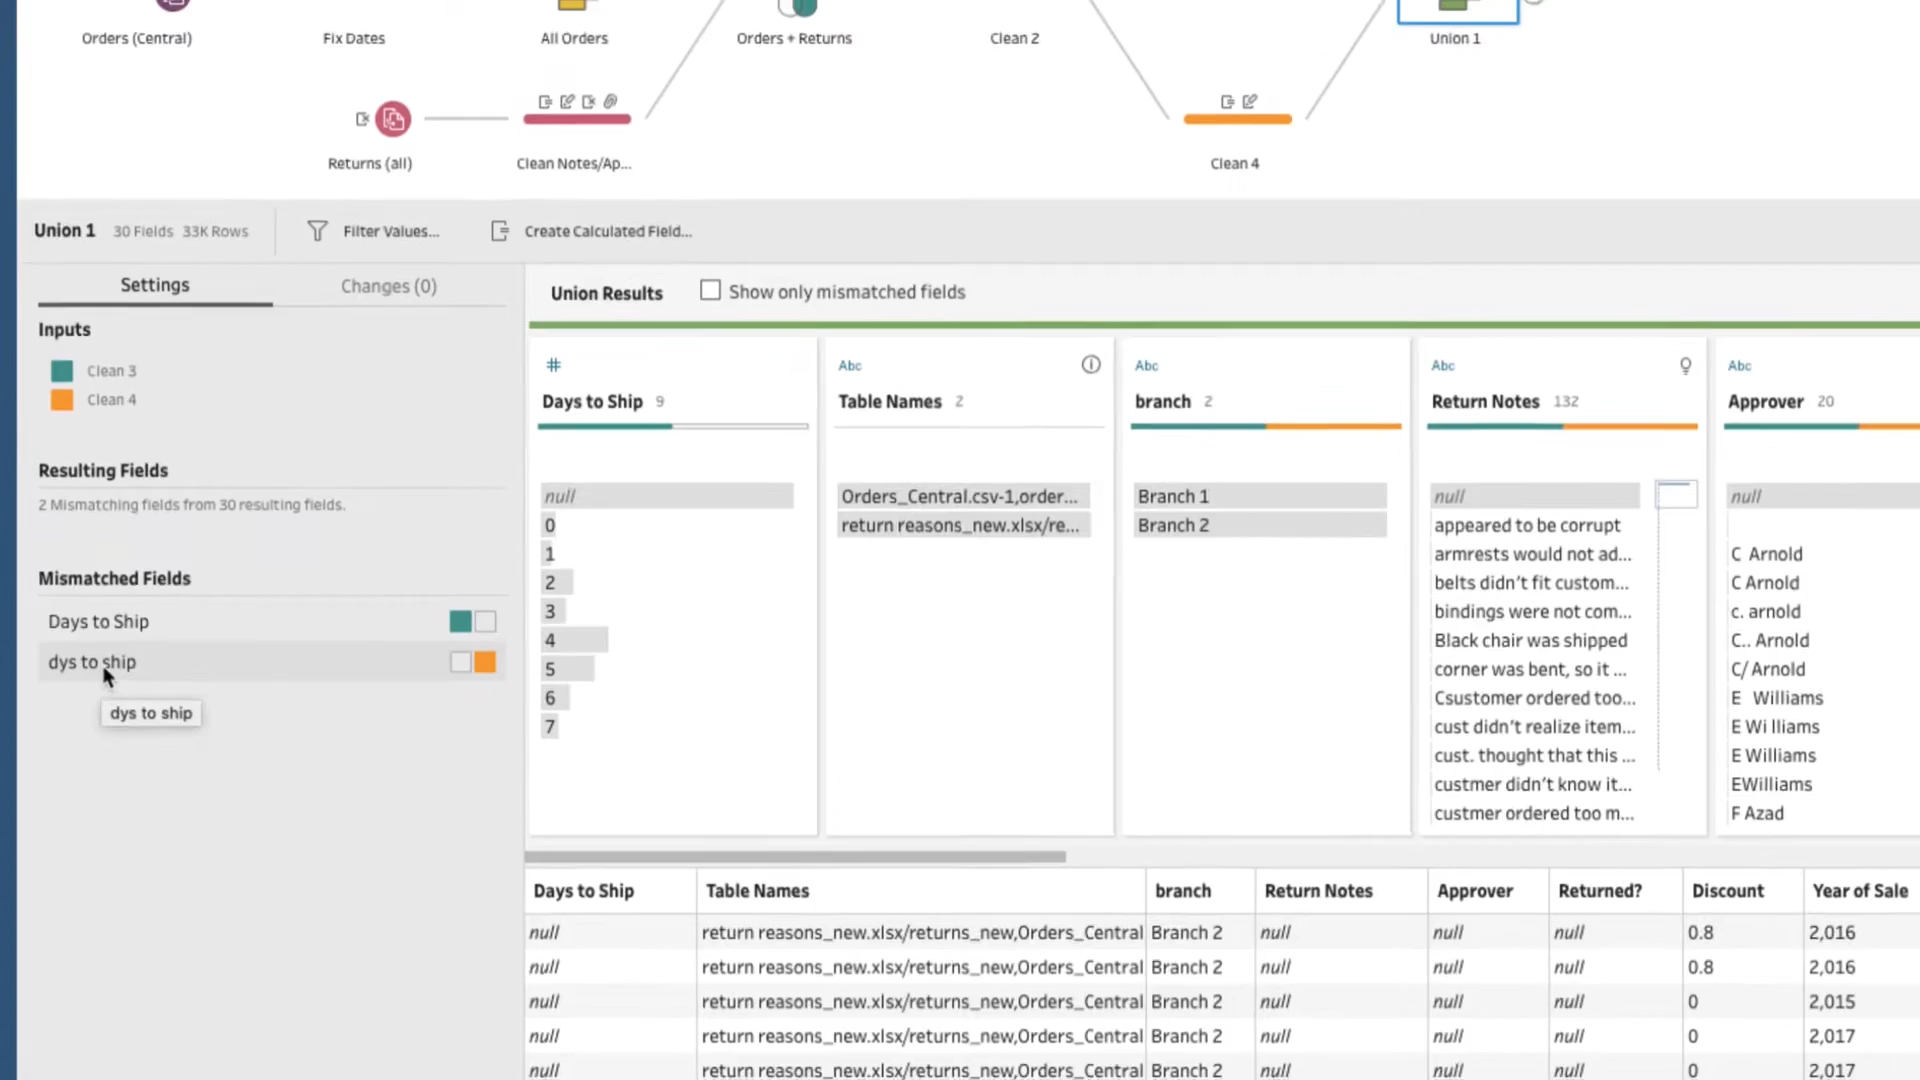 Orders (Central)
Fix Dates
All Orders
Orders + Returns
Clean 2
Union 1
Returns (all)
Clean Notes/Ap...
Clean 4
Union 1 30 Fields 33K Rows
Filter Values...
Create Calculated Field...
Settings
Changes (0)
Inputs
Clean 3
Clean 4
Resulting Fields
2 Mismatching fields from 30 resulting fields.
Mismatched Fields
Days to Ship
dys to ship
dys to ship
Union Results
Show only mismatched fields
#
Days to Ship 9
null
0
1
2
3
4
5
6
7
Abc
Table Names 2
Orders_Central.csv-1,order...
return reasons_new.xlsx/re...
Abc
branch 2
Branch 1
Branch 2
Abc
Return Notes 132
null
appeared to be corrupt
armrests would not ad...
belts didn't fit custom...
bindings were not com...
Black chair was shipped
corner was bent, so it ...
Csustomer ordered too...
cust didn't realize item...
cust. thought that this ...
custmer didn't know it...
custmer ordered too m...
Abc
Approver 20
null
C  Arnold
C Arnold
c. arnold
C.. Arnold
C/ Arnold
E   Williams
E Wi lliams
E Williams
EWilliams
F Azad
Days to Ship Table Names branch Return Notes Approver Returned? Discount Year of Sale
null return reasons_new.xlsx/returns_new,Orders_Central Branch 2 null null null 0.8 2,016
null return reasons_new.xlsx/returns_new,Orders_Central Branch 2 null null null 0.8 2,016
null return reasons_new.xlsx/returns_new,Orders_Central Branch 2 null null null 0 2,015
null return reasons_new.xlsx/returns_new,Orders_Central Branch 2 null null null 0 2,017
null return reasons_new.xlsx/returns_new,Orders_Central Branch 2 null null null 0 2,017